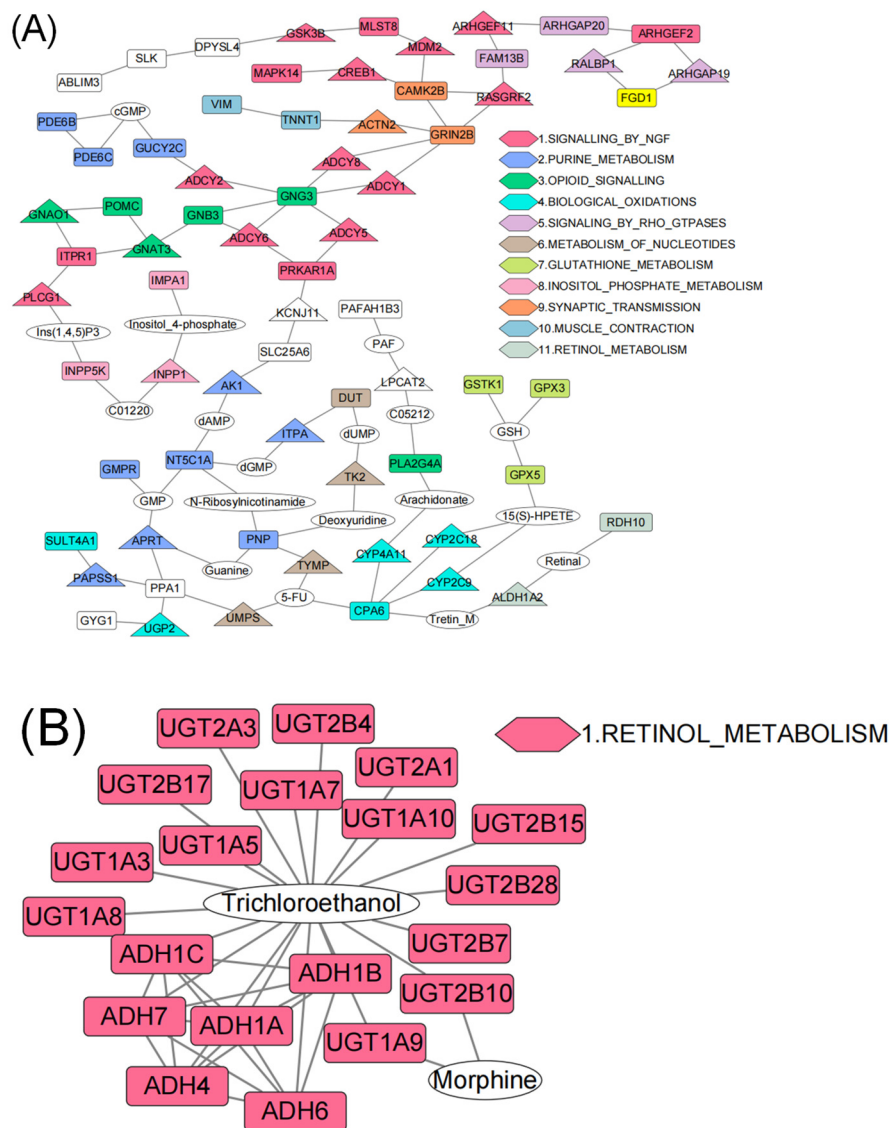 (A)
ARHGEF11
ARHGAP20
ARHGEF2
GSK3B
MLST8
DPYSL4
SLK
ABLIM3
MDM2
FAM13B
RALBP1
ARHGAP19
FGD1
MAPK14
CREB1
CAMK2B
RASGRF2
VIM
TNNT1
ACTN2
GRIN2B
cGMP
PDE6B
PDE6C
GUCY2C
ADCY2
ADCY8
ADCY1
GNG3
GNAO1
POMC
GNB3
GNAT3
ADCY6
ADCY5
ITPR1
PRKAR1A
PLCG1
IMPA1
KCNJ11
PAFAH1B3
Ins(1,4,5)P3
Inositol_4-phosphate
SLC25A6
PAF
INPP5K
INPP1
C01220
AK1
LPCAT2
dAMP
DUT
C05212
ITPA
dUMP
GSTK1
GPX3
GSH
GMPR
NT5C1A
dGMP
PLA2G4A
TK2
GPX5
GMP
N-Ribosylnicotinamide
Arachidonate
Deoxyuridine
15(S)-HPETE
RDH10
SULT4A1
APRT
PNP
CYP4A11
CYP2C18
Guanine
TYMP
Retinal
PAPSS1
PPA1
CYP2C9
5-FU
ALDH1A2
GYG1
UGP2
UMPS
CPA6
Tretin_M
1.SIGNALLING_BY_NGF
2.PURINE_METABOLISM
3.OPIOID_SIGNALLING
4.BIOLOGICAL_OXIDATIONS
5.SIGNALING_BY_RHO_GTPASES
6.METABOLISM_OF_NUCLEOTIDES
7.GLUTATHIONE_METABOLISM
8.INOSITOL_PHOSPHATE_METABOLISM
9.SYNAPTIC_TRANSMISSION
10.MUSCLE_CONTRACTION
11.RETINOL_METABOLISM
(B)
1.RETINOL_METABOLISM
UGT2A3
UGT2B4
UGT2A1
UGT2B17
UGT1A7
UGT1A10
UGT2B15
UGT1A5
UGT1A3
UGT2B28
Trichloroethanol
UGT1A8
UGT2B7
ADH1C
ADH1B
UGT2B10
ADH7
ADH1A
UGT1A9
Morphine
ADH4
ADH6